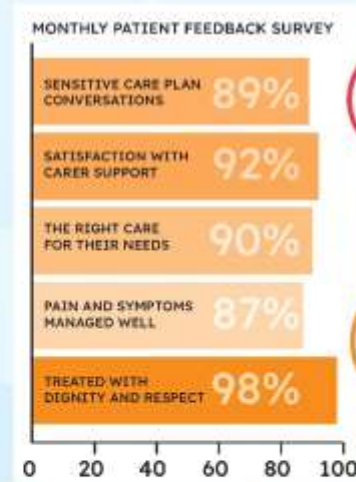 MONTHLY PATIENT FEEDBACK SURVEY
SENSITIVE CARE PLAN
CONVERSATIONS
89%
SATISFACTION WITH
CARER SUPPORT
92%
THE RIGHT CARE
FOR THEIR NEEDS
90%
PAIN AND SYMPTOMS
MANAGED WELL
87%
TREATED WITH
DIGNITY AND RESPECT
98%
0 20 40 60 80 100